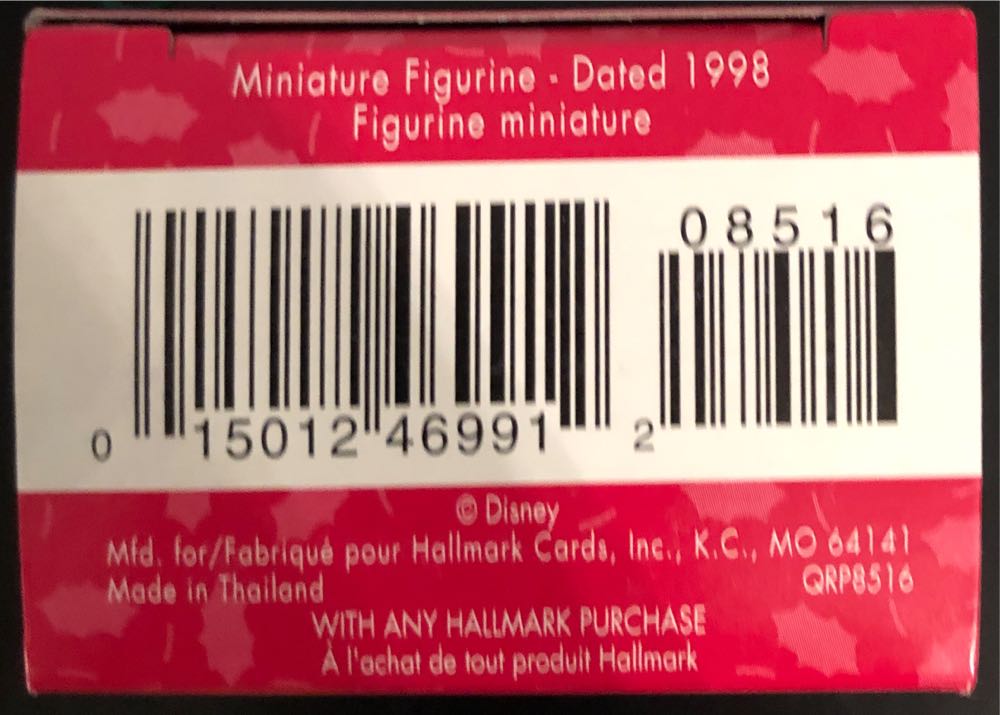 Miniature Figurine - Dated 1998
Figurine miniature
08516
0 15012 46991 2
© Disney
Mfd. for/Fabriqué pour Hallmark Cards, Inc., K.C., MO 64141
Made in Thailand QRP8516
WITH ANY HALLMARK PURCHASE
À l'achat de tout produit Hallmark